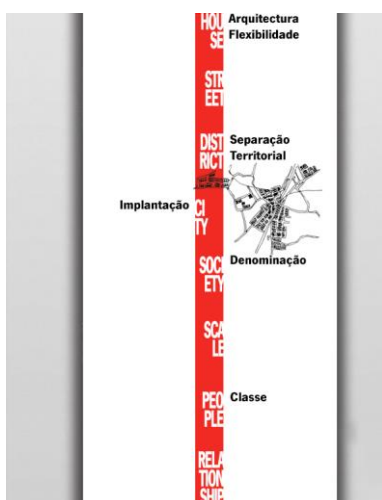 HOU
SE
Arquitectura
Flexibilidade
STR
EET
DIST
RICT
Separação
Territorial
Implantação
CI
TY
SOCI
ETY
Denominação
SCA
LE
PEO
PLE
Classe
RELA
TION
SHIP